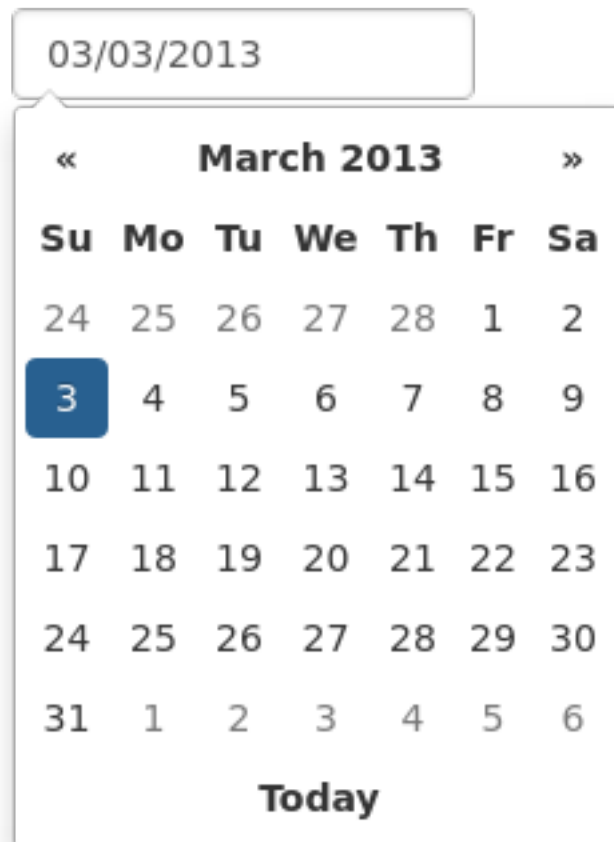 03/03/2013
« March 2013 »
Su Mo Tu We Th Fr Sa
24 25 26 27 28 1 2
3 4 5 6 7 8 9
10 11 12 13 14 15 16
17 18 19 20 21 22 23
24 25 26 27 28 29 30
31 1 2 3 4 5 6
Today